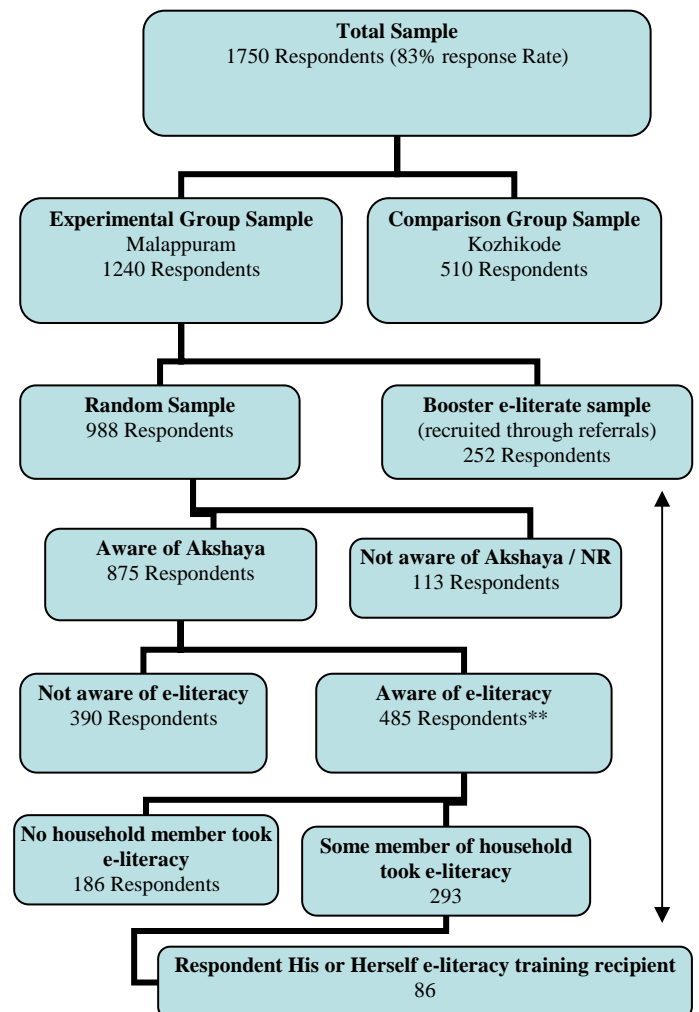 Total Sample
1750 Respondents (83% response Rate)
Experimental Group Sample
Malappuram
1240 Respondents
Comparison Group Sample
Kozhikode
510 Respondents
Random Sample
988 Respondents
Booster e-literate sample
(recruited through referrals)
252 Respondents
Aware of Akshaya
875 Respondents
Not aware of Akshaya / NR
113 Respondents
Not aware of e-literacy
390 Respondents
Aware of e-literacy
485 Respondents**
No household member took
e-literacy
186 Respondents
Some member of household
took e-literacy
293
Respondent His or Herself e-literacy training recipient
86